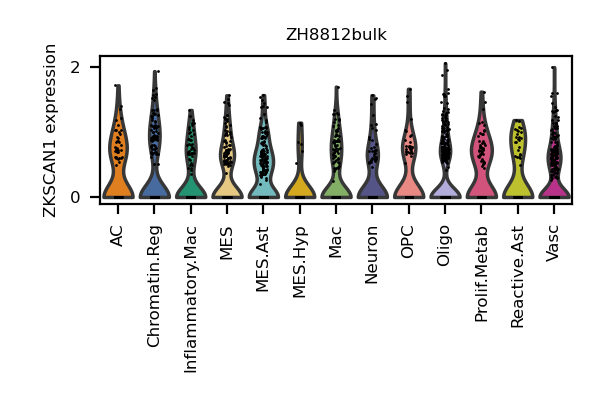 ZH8812bulk
ZKSCAN1 expression
2
0
AC
Chromatin.Reg
Inflammatory.Mac
MES
MES.Ast
MES.Hyp
Mac
Neuron
OPC
Oligo
Prolif.Metab
Reactive.Ast
Vasc